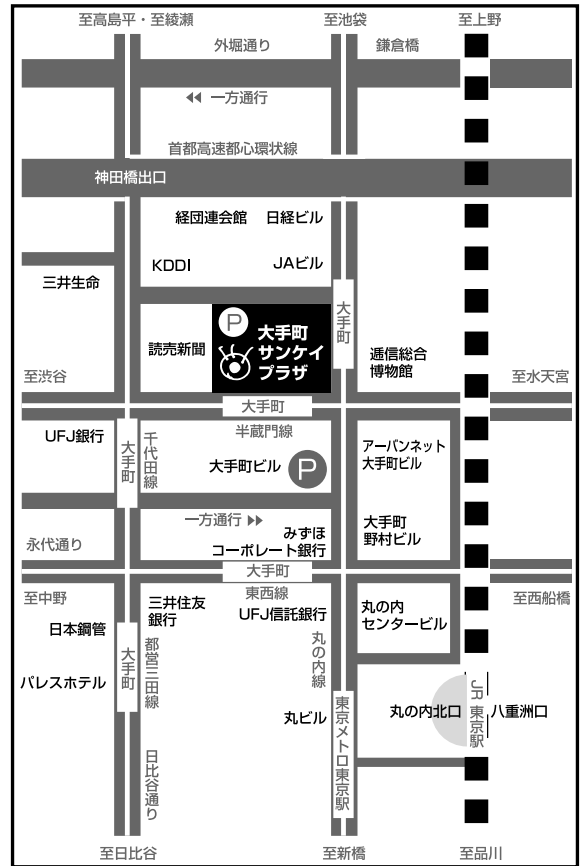 至高島平・至綾瀬
至池袋
至上野
外堀通り
鎌倉橋
一方通行
首都高速都心環状線
神田橋出口
経団連会館
日経ビル
KDDI
JAビル
三井生命
大手町
P
大手町
サンケイ
プラザ
読売新聞
逓信総合
博物館
至渋谷
至水天宮
大手町
半蔵門線
UFJ銀行
大手町
千代田線
大手町ビル
P
アーバンネット
大手町ビル
一方通行
みずほ
コーポレート銀行
大手町
野村ビル
永代通り
大手町
至中野
東西線
至西船橋
三井住友
銀行
UFJ信託銀行
丸の内
センタービル
日本鋼管
大手町
都営三田線
丸の内線
パレスホテル
丸ビル
東京メトロ東京駅
丸の内北口
JR東京駅
八重洲口
日比谷通り
至日比谷
至新橋
至品川